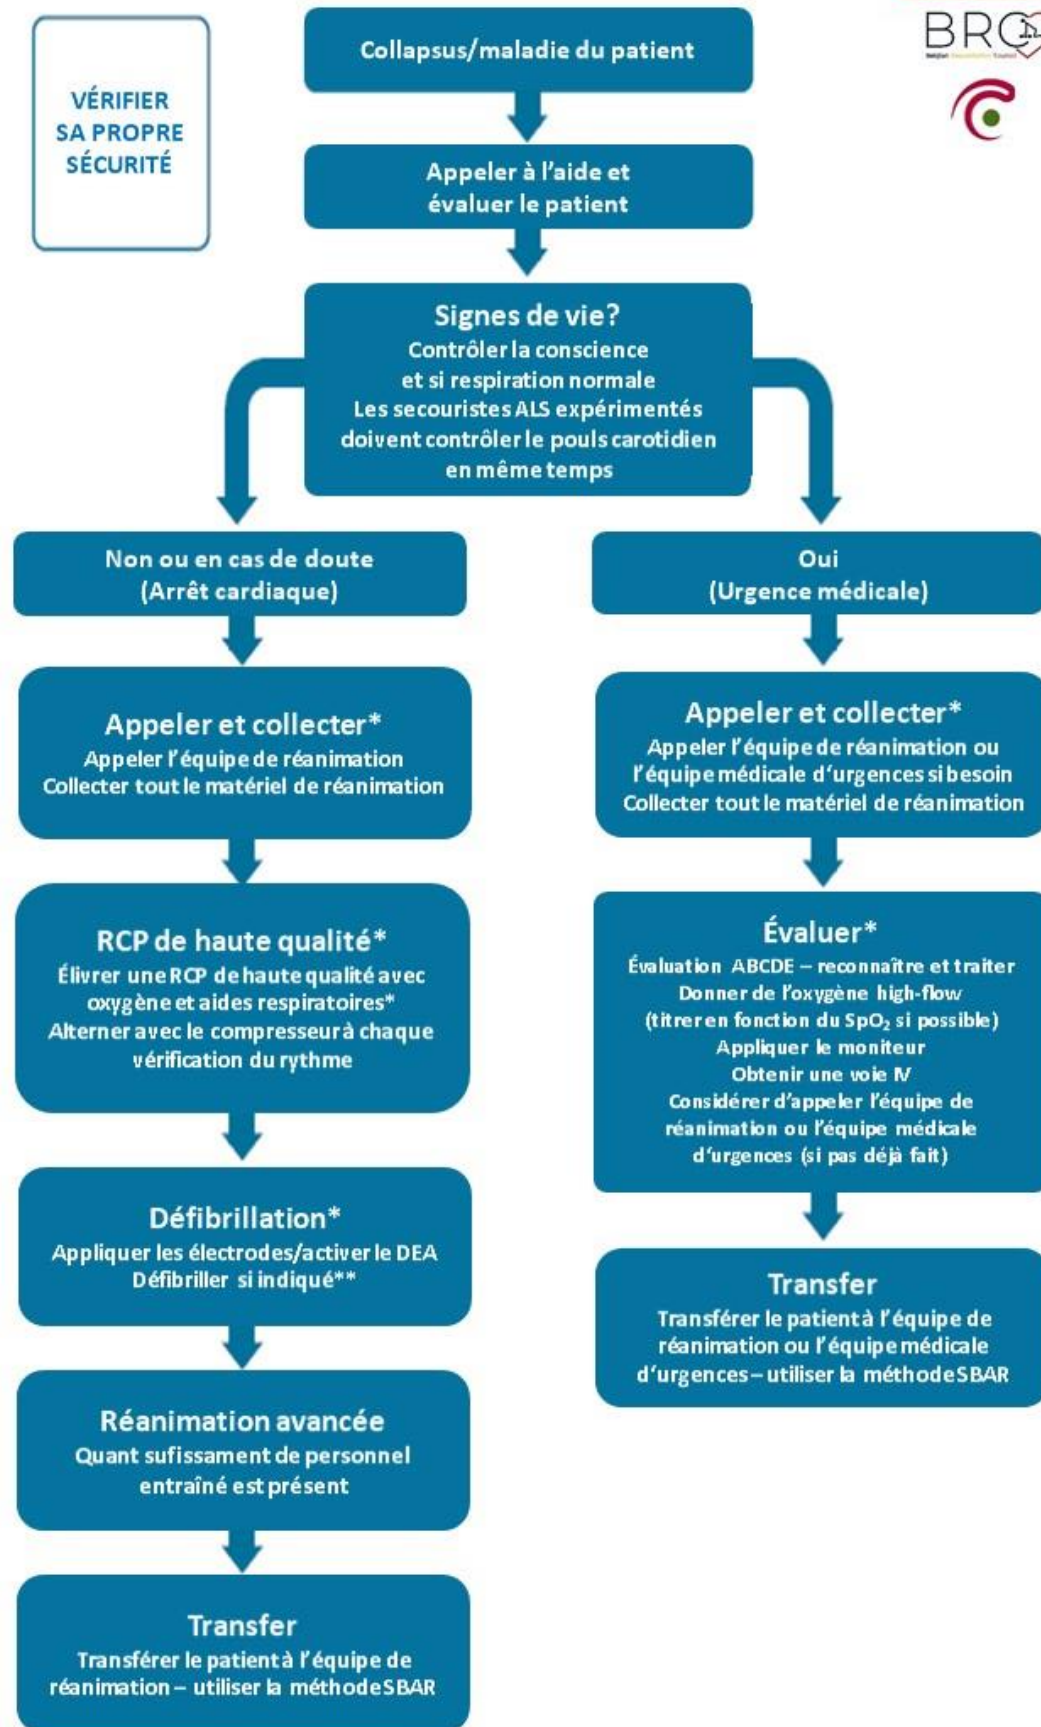 VÉRIFIER
SA PROPRE
SÉCURITÉ
BRC
Collapsus/maladie du patient
Appeler à l'aide et
évaluer le patient
Signes de vie?
Contrôler la conscience
et si respiration normale
Les secouristes ALS expérimentés
doivent contrôler le pouls carotidien
en même temps
Non ou en cas de doute
(Arrêt cardiaque)
Appeler et collecter*
Appeler l'équipe de réanimation
Collecter tout le matériel de réanimation
RCP de haute qualité*
Élivrer une RCP de haute qualité avec
oxygène et aides respiratoires*
Alterner avec le compresseur à chaque
vérification du rythme
Défibrillation*
Appliquer les électrodes/activer le DEA
Défibriller si indiqué**
Réanimation avancée
Quant sufissament de personnel
entraîné est présent
Transfer
Transférer le patient à l'équipe de
réanimation – utiliser la méthode SBAR
Oui
(Urgence médicale)
Appeler et collecter*
Appeler l'équipe de réanimation ou
l'équipe médicale d'urgences si besoin
Collecter tout le matériel de réanimation
Évaluer*
Évaluation ABCDE – reconnaître et traiter
Donner de l'oxygène high-flow
(titrer en fonction du SpO₂ si possible)
Appliquer le moniteur
Obtenir une voie IV
Considérer d'appeler l'équipe de
réanimation ou l'équipe médicale
d'urgences (si pas déjà fait)
Transfer
Transférer le patient à l'équipe de
réanimation ou l'équipe médicale
d'urgences – utiliser la méthode SBAR